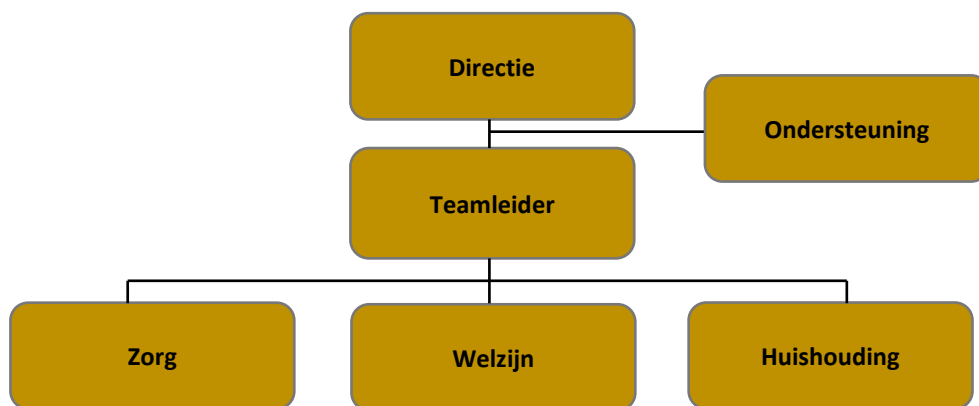 Directie
Ondersteuning
Teamleider
Zorg
Welzijn
Huishouding